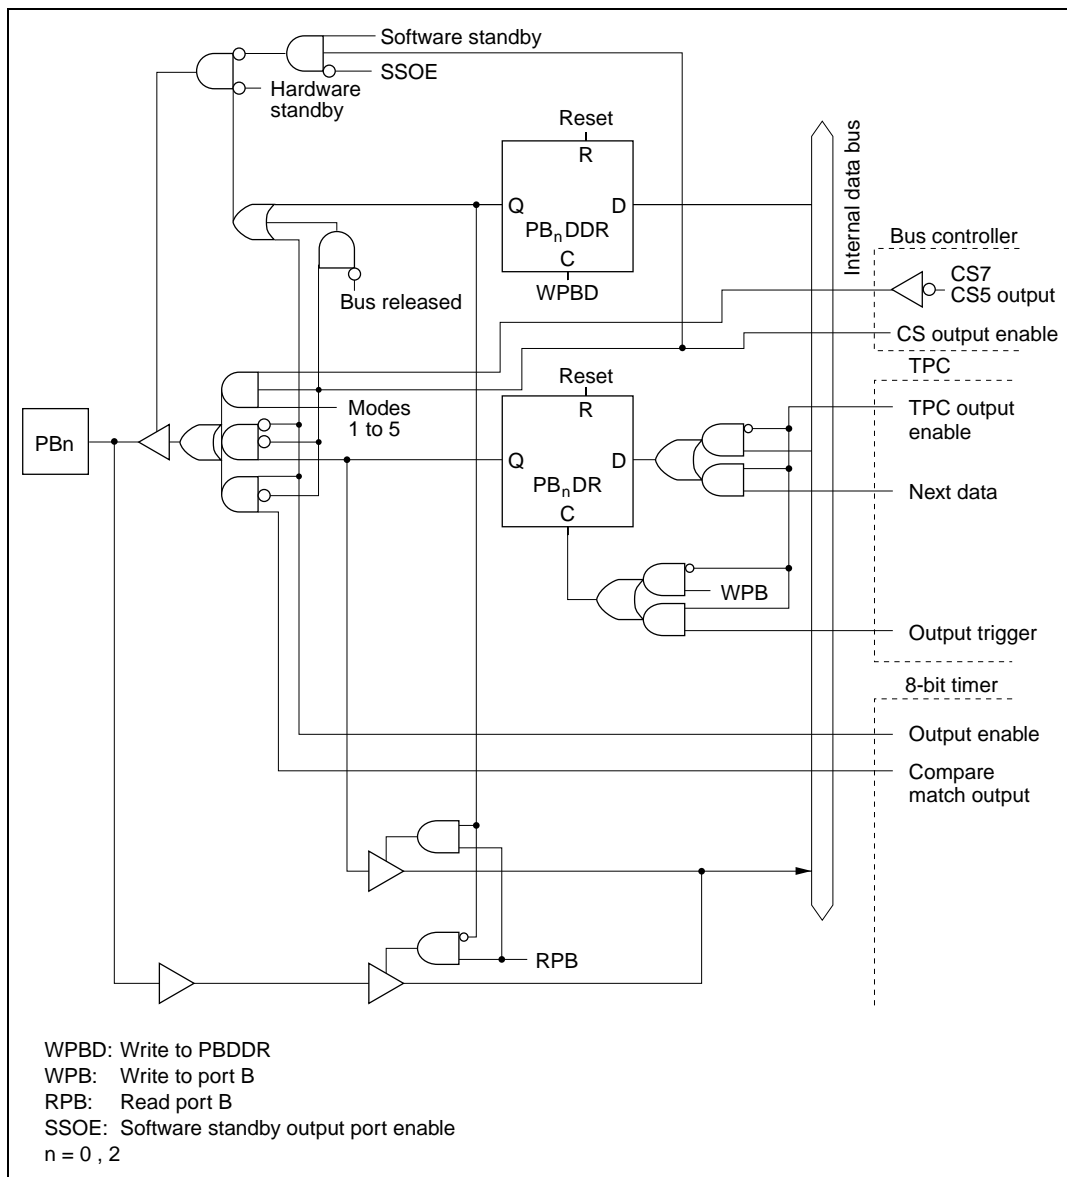 Software standby
SSOE
Hardware
standby
Reset
R
Q
D
PBnDDR
C
WPBD
Internal data bus
Bus released
Bus controller
CS7
CS5 output
CS output enable
TPC
Reset
R
Modes
1 to 5
TPC output
enable
PBn
Q
D
PBnDR
C
Next data
WPB
Output trigger
8-bit timer
Output enable
Compare
match output
RPB
WPBD: Write to PBDDR
WPB: Write to port B
RPB: Read port B
SSOE: Software standby output port enable
n = 0 , 2